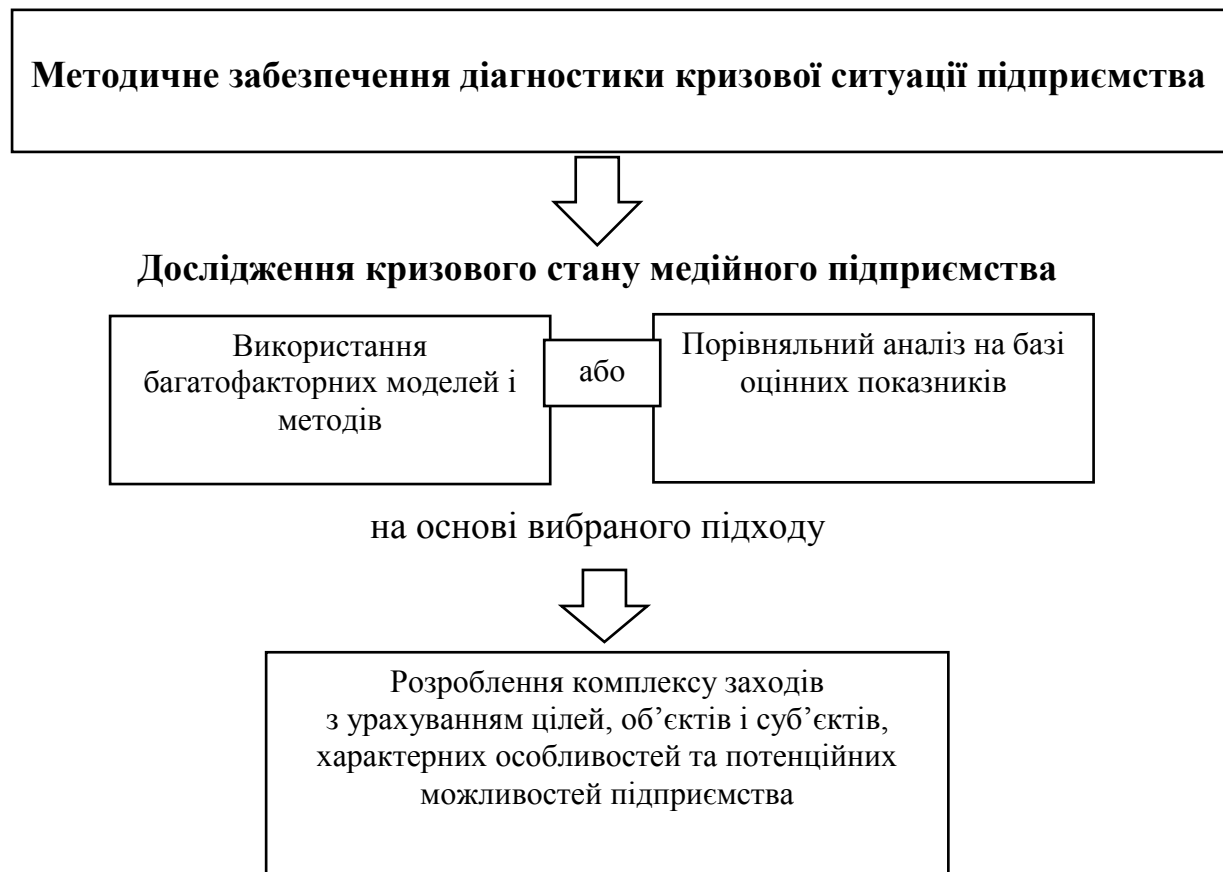 Методичне забезпечення діагностики кризової ситуації підприємства
Дослідження кризового стану медійного підприємства
Використання
багатофакторних моделей і
методів
або
Порівняльний аналіз на базі
оцінних показників
на основі вибраного підходу
Розроблення комплексу заходів
з урахуванням цілей, об’єктів і суб’єктів,
характерних особливостей та потенційних
можливостей підприємства